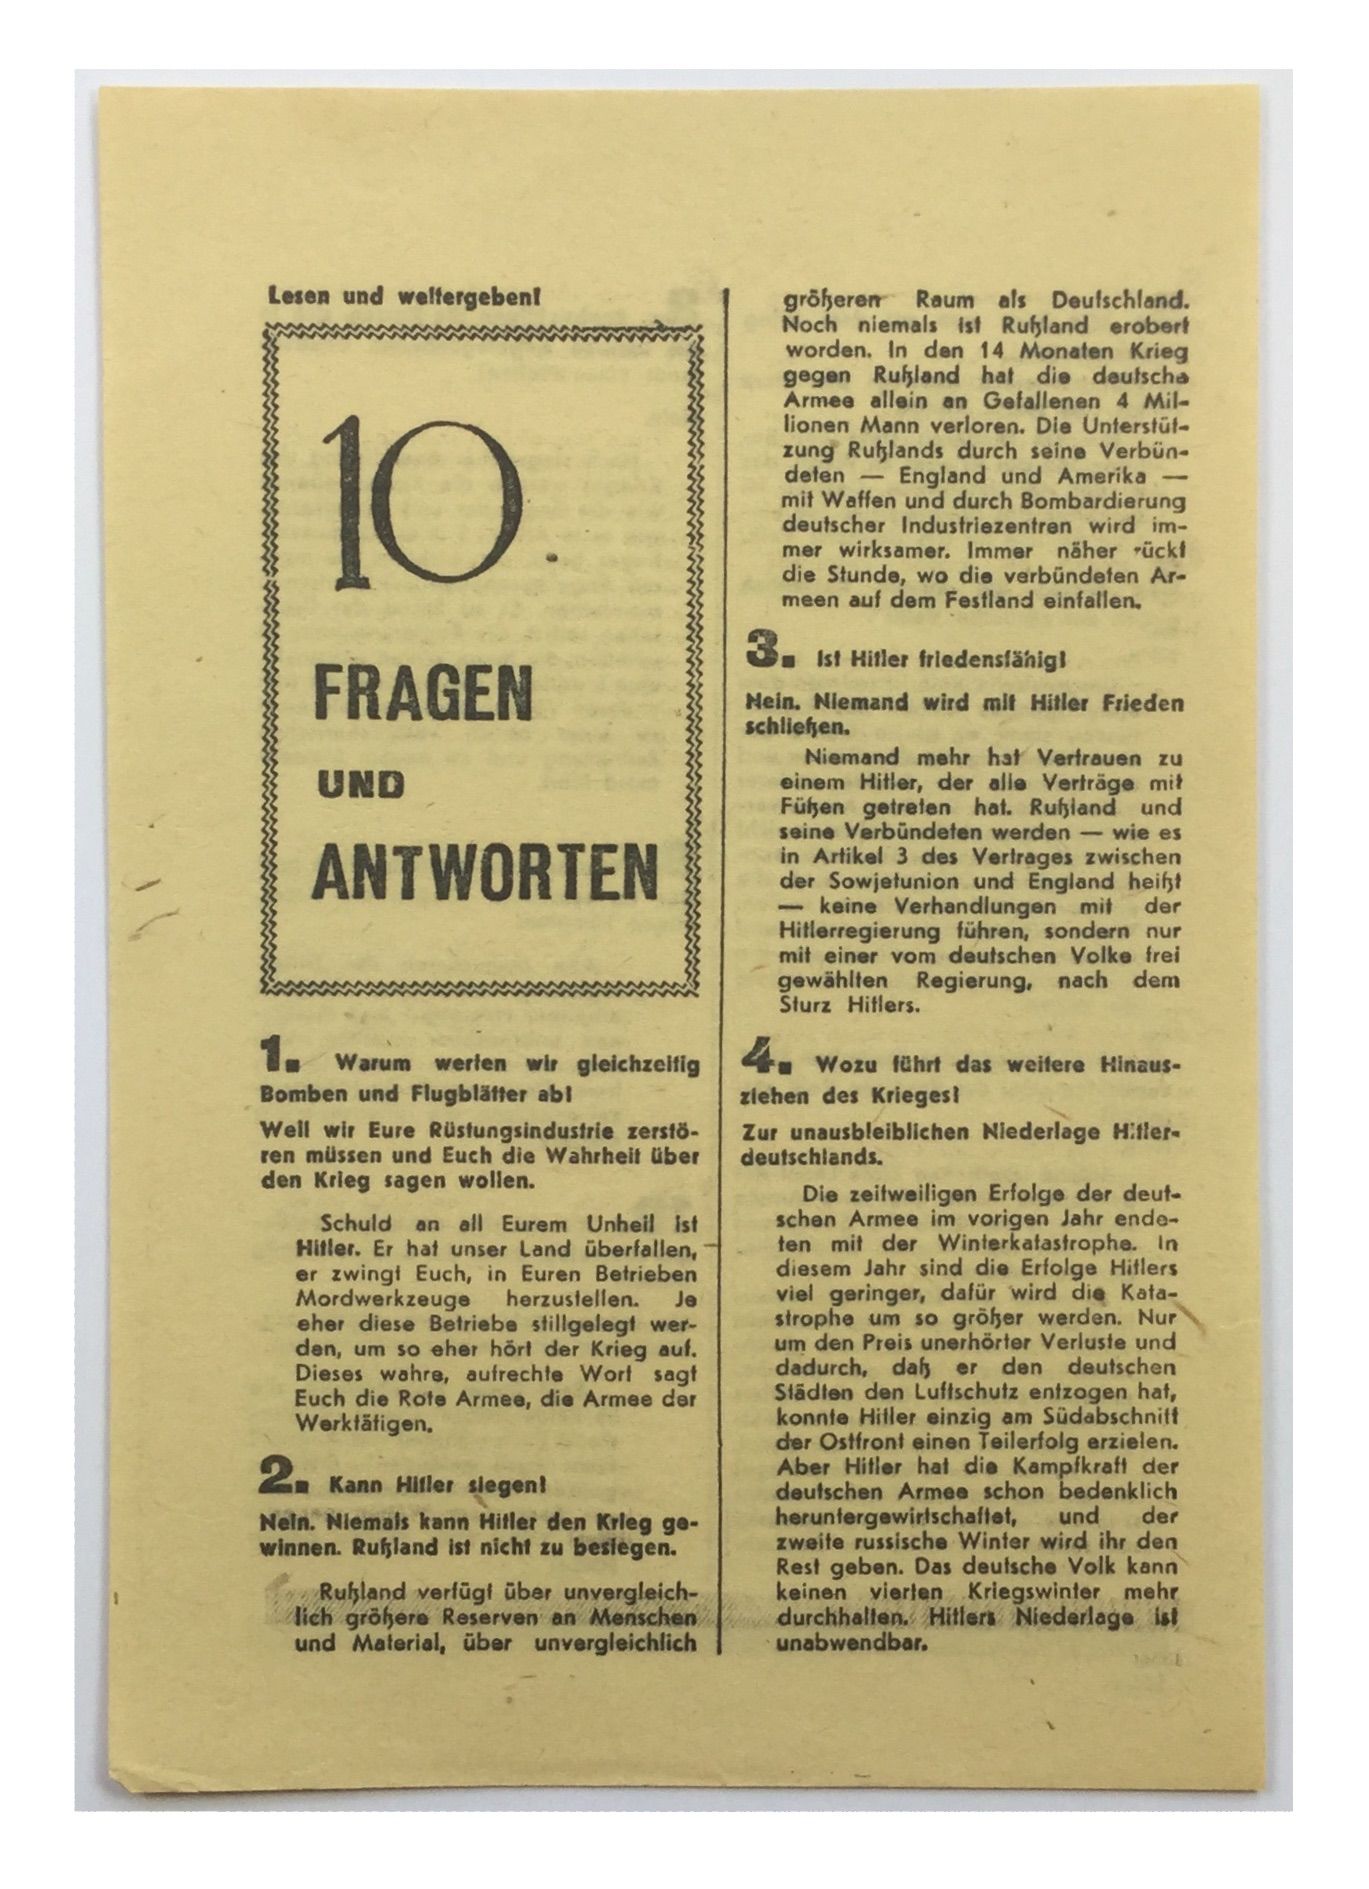 Lesen und weitergeben!
10
FRAGEN
UND
ANTWORTEN
1. Warum werfen wir gleichzeitig
Bomben und Flugblätter ab?
Weil wir Eure Rüstungsindustrie zerstö-
ren müssen und Euch die Wahrheit über
den Krieg sagen wollen.
Schuld an all Eurem Unheil ist
Hitler. Er hat unser Land überfallen,
er zwingt Euch, in Euren Betrieben
Mordwerkzeuge herzustellen. Je
eher diese Betriebe stillgelegt wer-
den, um so eher hört der Krieg auf.
Dieses wahre, aufrechte Wort sagt
Euch die Rote Armee, die Armee der
Werktätigen.
2. Kann Hitler siegen?
Nein. Niemals kann Hitler den Krieg ge-
winnen. Rußland ist nicht zu besiegen.
Rußland verfügt über unvergleich-
lich größere Reserven an Menschen
und Material, über unvergleichlich
größeren Raum als Deutschland.
Noch niemals ist Rußland erobert
worden. In den 14 Monaten Krieg
gegen Rußland hat die deutsche
Armee allein an Gefallenen 4 Mil-
lionen Mann verloren. Die Unterstüt-
zung Rußlands durch seine Verbün-
deten — England und Amerika —
mit Waffen und durch Bombardierung
deutscher Industriezentren wird im-
mer wirksamer. Immer näher rückt
die Stunde, wo die verbündeten Ar-
meen auf dem Festland einfallen.
3. Ist Hitler friedensfähig?
Nein. Niemand wird mit Hitler Frieden
schließen.
Niemand mehr hat Vertrauen zu
einem Hitler, der alle Verträge mit
Füßen getreten hat. Rußland und
seine Verbündeten werden — wie es
in Artikel 3 des Vertrages zwischen
der Sowjetunion und England heißt
— keine Verhandlungen mit der
Hitlerregierung führen, sondern nur
mit einer vom deutschen Volke frei
gewählten Regierung, nach dem
Sturz Hitlers.
4. Wozu führt das weitere Hinaus-
ziehen des Krieges?
Zur unausbleiblichen Niederlage Hitler-
deutschlands.
Die zeitweiligen Erfolge der deut-
schen Armee im vorigen Jahr ende-
ten mit der Winterkatastrophe. In
diesem Jahr sind die Erfolge Hitlers
viel geringer, dafür wird die Kata-
strophe um so größer werden. Nur
um den Preis unerhörter Verluste und
dadurch, daß er den deutschen
Städten den Luftschutz entzogen hat,
konnte Hitler einzig am Südabschnitt
der Ostfront einen Teilerfolg erzielen.
Aber Hitler hat die Kampfkraft der
deutschen Armee schon bedenklich
heruntergewirtschaftet, und der
zweite russische Winter wird ihr den
Rest geben. Das deutsche Volk kann
keinen vierten Kriegswinter mehr
durchhalten. Hitlers Niederlage ist
unabwendbar.